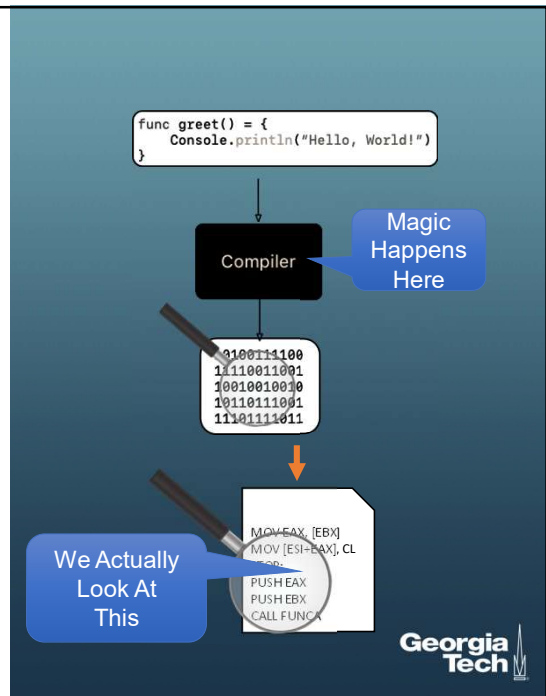 func greet() = {
Console.println("Hello, World!")
}
Compiler
Magic
Happens
Here
10100111100
11110011001
10010010010
10110111001
11101111011
MOV EAX, [EBX]
MOV [ESI+EAX], CL
PUSH EAX
PUSH EBX
CALL FUNCA
We Actually
Look At
This
Georgia
Tech